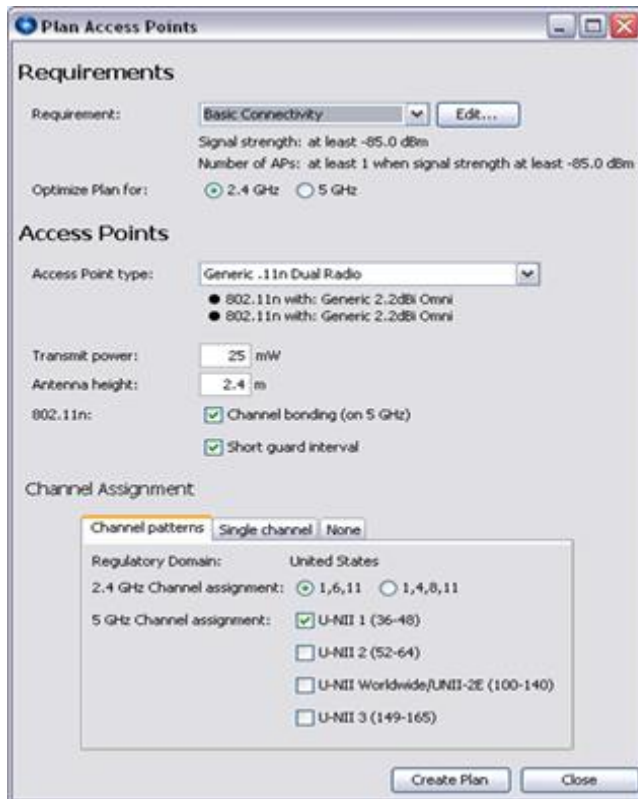 Plan Access Points
Requirements
Requirement: Basic Connectivity Edit...
Signal strength: at least -85.0 dBm
Number of APs: at least 1 when signal strength at least -85.0 dBm
Optimize Plan for: 2.4 GHz 5 GHz
Access Points
Access Point type: Generic .11n Dual Radio
802.11n with: Generic 2.2dBi Omni
802.11n with: Generic 2.2dBi Omni
Transmit power: 25 mW
Antenna height: 2.4 m
802.11n: Channel bonding (on 5 GHz)
Short guard interval
Channel Assignment
Channel patterns Single channel None
Regulatory Domain: United States
2.4 GHz Channel assignment: 1,6,11 1,4,8,11
5 GHz Channel assignment: U-NII 1 (36-48)
U-NII 2 (52-64)
U-NII Worldwide/UNII-2E (100-140)
U-NII 3 (149-165)
Create Plan Close